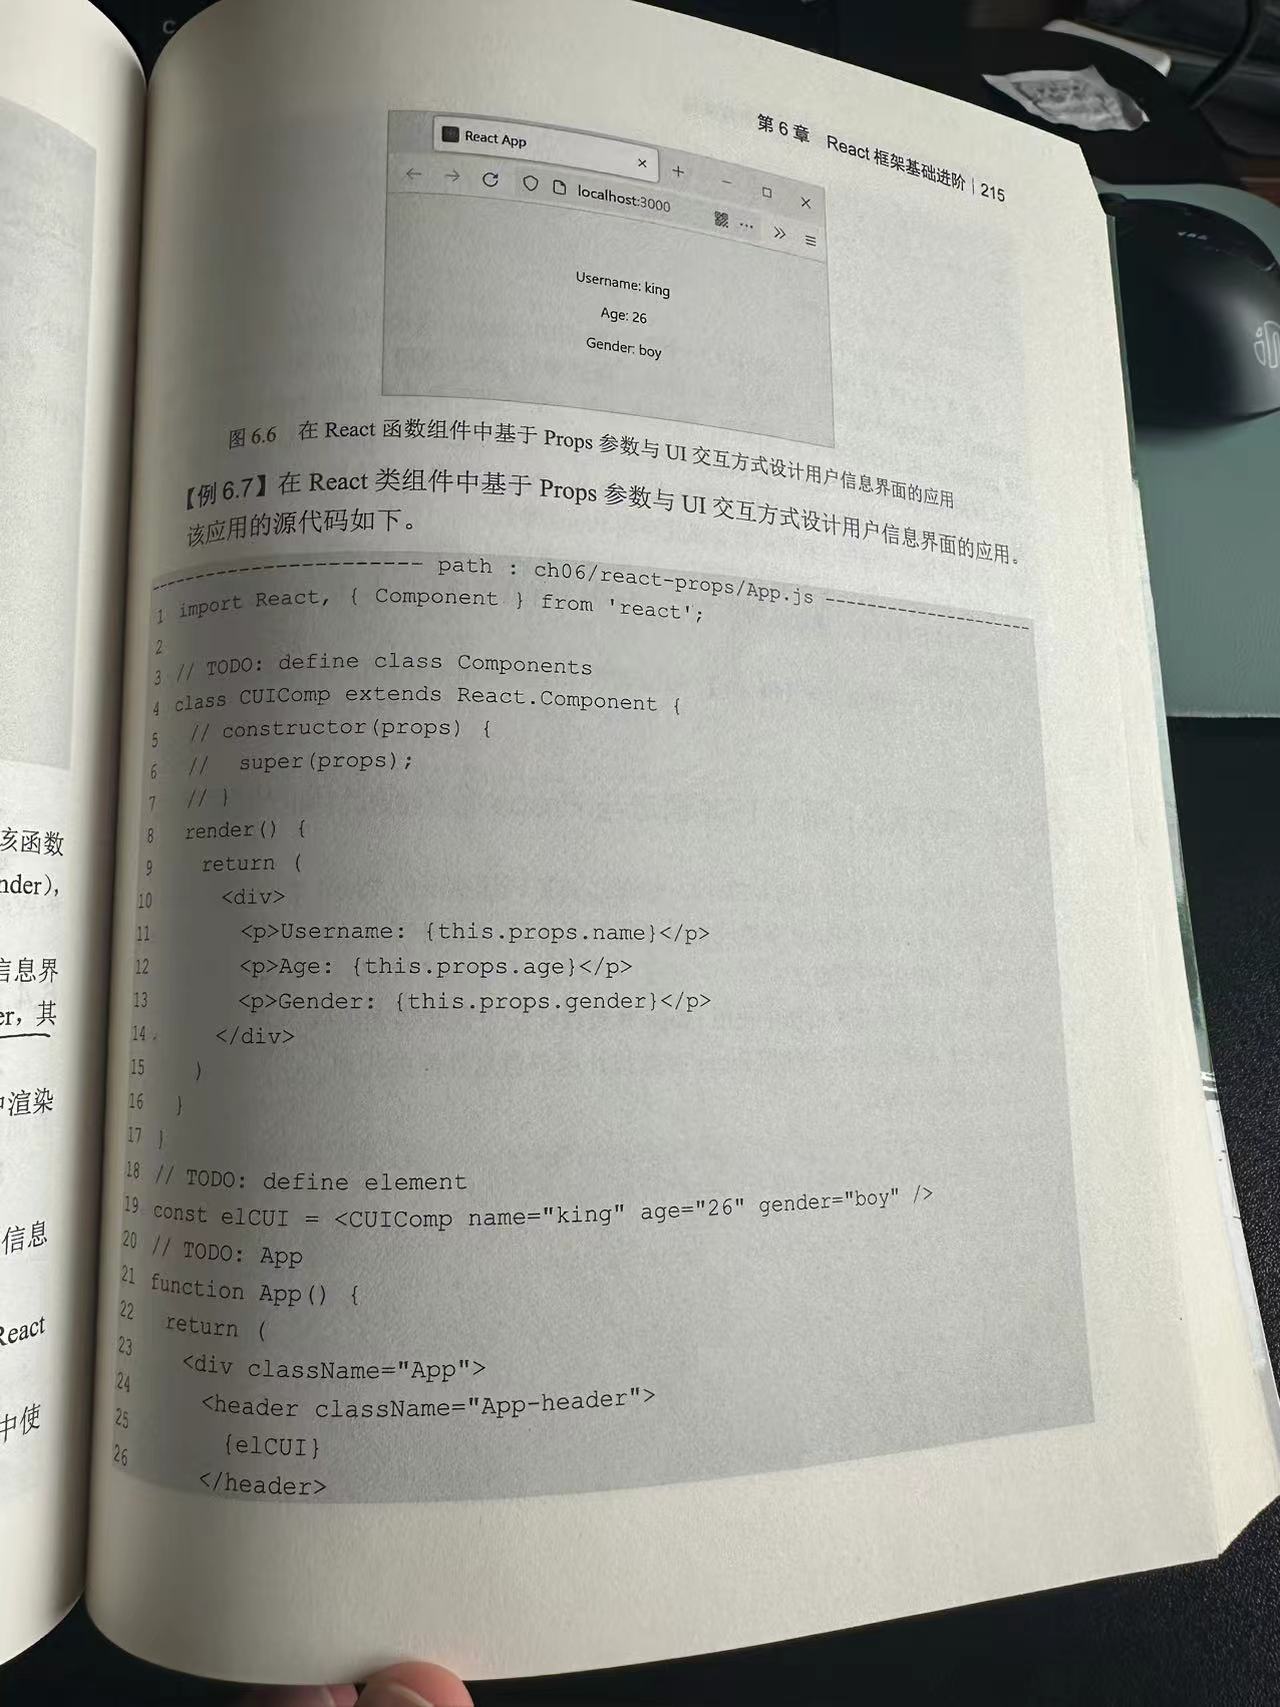 该函数
nder),
言息界
er，其
中渲染
信息
React
中使
第 6 章 React 框架基础进阶 | 215
React App
localhost:3000
Username: king
Age: 26
Gender: boy
图 6.6 在 React 函数组件中基于 Props 参数与 UI 交互方式设计用户信息界面的应用
【例 6.7】在 React 类组件中基于 Props 参数与 UI 交互方式设计用户信息界面的应用。
该应用的源代码如下。
----------------------- path : ch06/react-props/App.js -----------------------
1 import React, { Component } from 'react';
2
3 // TODO: define class Components
4 class CUIComp extends React.Component {
5 // constructor(props) {
6 // super(props);
7 // }
8 render() {
9 return (
10 <div>
11 <p>Username: {this.props.name}</p>
12 <p>Age: {this.props.age}</p>
13 <p>Gender: {this.props.gender}</p>
14 </div>
15 )
16 }
17 }
18 // TODO: define element
19 const elCUI = <CUIComp name="king" age="26" gender="boy" />
20 // TODO: App
21 function App() {
22 return (
23 <div className="App">
24 <header className="App-header">
25 {elCUI}
26 </header>